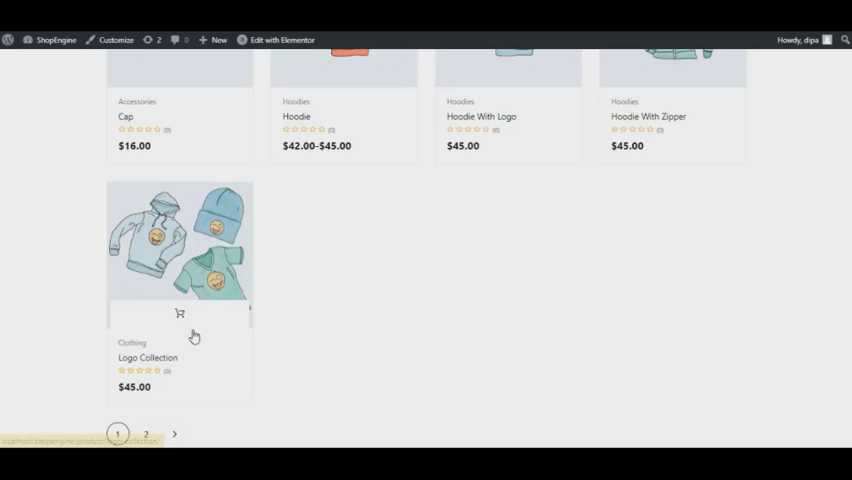 ShopEngine Customize 2 0 New Edit with Elementor Howdy, dipa
Accessories Hoodies Hoodies Hoodies
Cap Hoodie Hoodie With Logo Hoodie With Zipper
(0) (0) (0) (0)
$16.00 $42.00-$45.00 $45.00 $45.00
Clothing
Logo Collection
(0)
$45.00
1 2